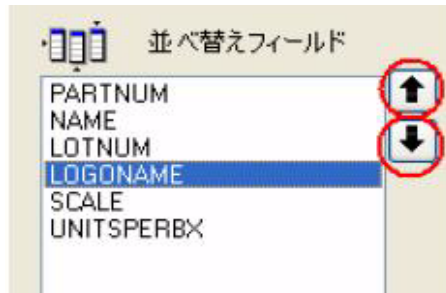 並べ替えフィールド
PARTNUM
NAME
LOTNUM
LOGONAME
SCALE
UNITSPERBX